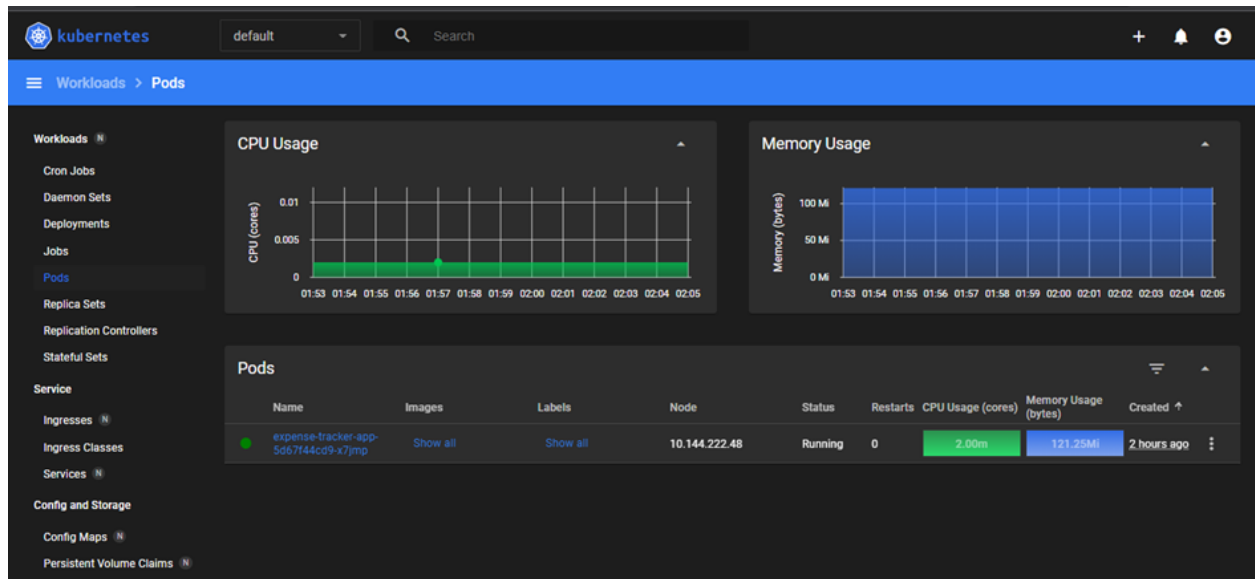 kubernetes
default
Search
Workloads > Pods
Workloads N
Cron Jobs
Daemon Sets
Deployments
Jobs
Pods
Replica Sets
Replication Controllers
Stateful Sets
Service
Ingresses N
Ingress Classes
Services N
Config and Storage
Config Maps N
Persistent Volume Claims N
CPU Usage
CPU (cores)
0.01
0.005
0
01:53 01:54 01:55 01:56 01:57 01:58 01:59 02:00 02:01 02:02 02:03 02:04 02:05
Memory Usage
Memory (bytes)
100 Mi
50 Mi
0 Mi
01:53 01:54 01:55 01:56 01:57 01:58 01:59 02:00 02:01 02:02 02:03 02:04 02:05
Pods
Name Images Labels Node Status Restarts CPU Usage (cores) Memory Usage (bytes) Created ↑
expense-tracker-app-
5d67f44cd9-x7jmp
Show all Show all 10.144.222.48 Running 0 2.00m 121.25Mi 2 hours ago